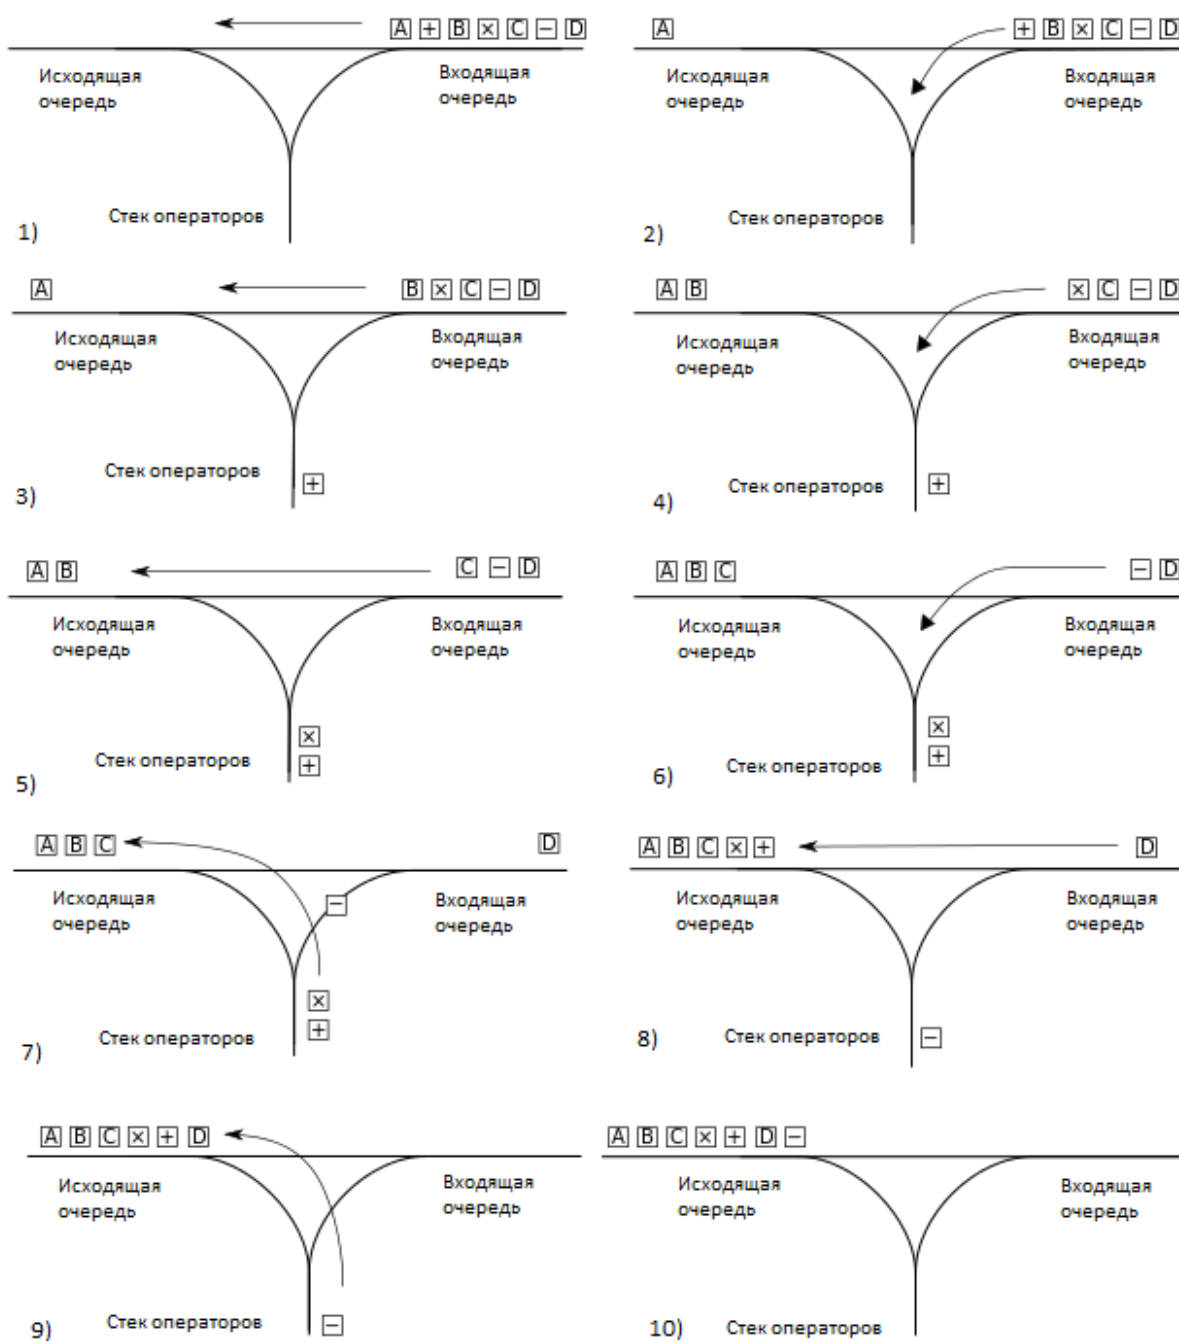 A + B × C − D
Исходящая
очередь
Входящая
очередь
Стек операторов
1)
A
+ B × C − D
Исходящая
очередь
Входящая
очередь
Стек операторов
2)
A
B × C − D
Исходящая
очередь
Входящая
очередь
Стек операторов
+
3)
A B
× C − D
Исходящая
очередь
Входящая
очередь
Стек операторов
+
4)
A B
C − D
Исходящая
очередь
Входящая
очередь
×
Стек операторов
+
5)
A B C
− D
Исходящая
очередь
Входящая
очередь
×
Стек операторов
+
6)
A B C
D
−
Исходящая
очередь
Входящая
очередь
×
Стек операторов
+
7)
A B C × +
D
Исходящая
очередь
Входящая
очередь
Стек операторов
−
8)
A B C × + D
Исходящая
очередь
Входящая
очередь
Стек операторов
−
9)
A B C × + D −
Исходящая
очередь
Входящая
очередь
Стек операторов
10)